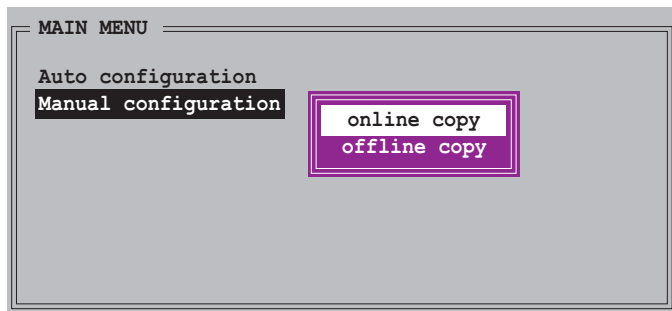 MAIN MENU
Auto configuration
Manual configuration
online copy
offline copy